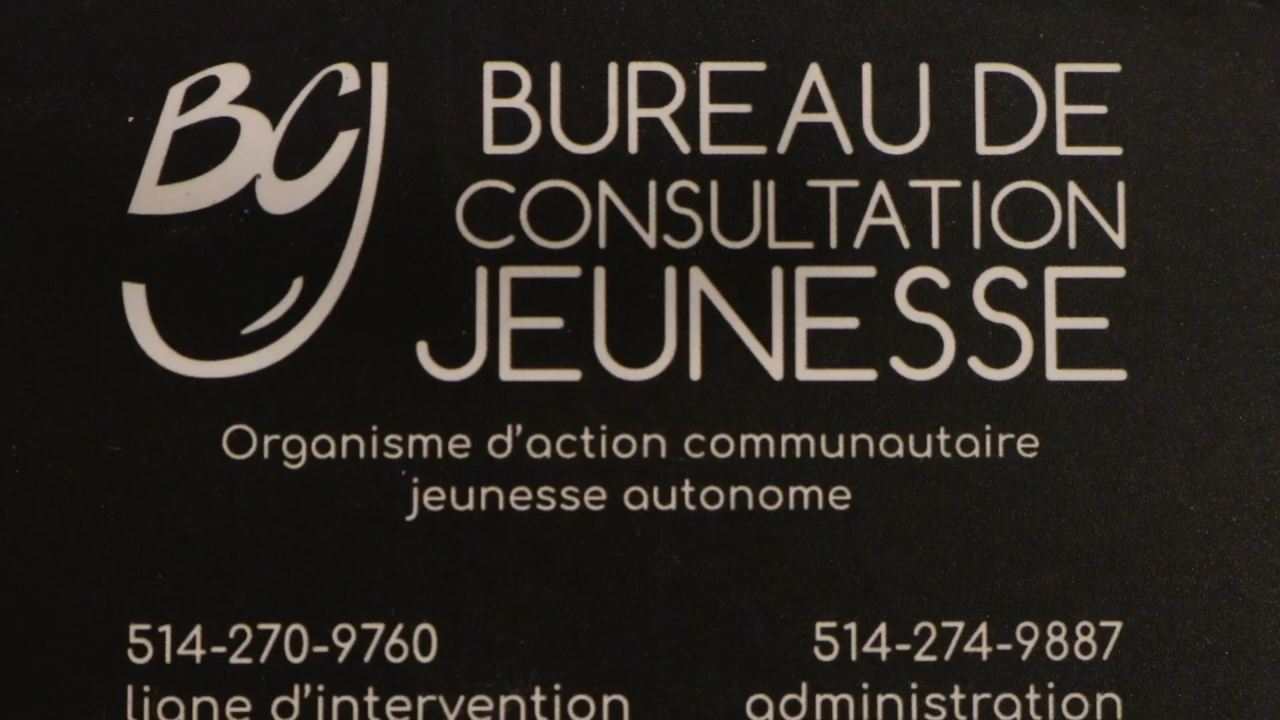 BCJ
BUREAU DE
CONSULTATION
JEUNESSE
Organisme d'action communautaire
jeunesse autonome
514-270-9760 514-274-9887
ligne d'intervention administration